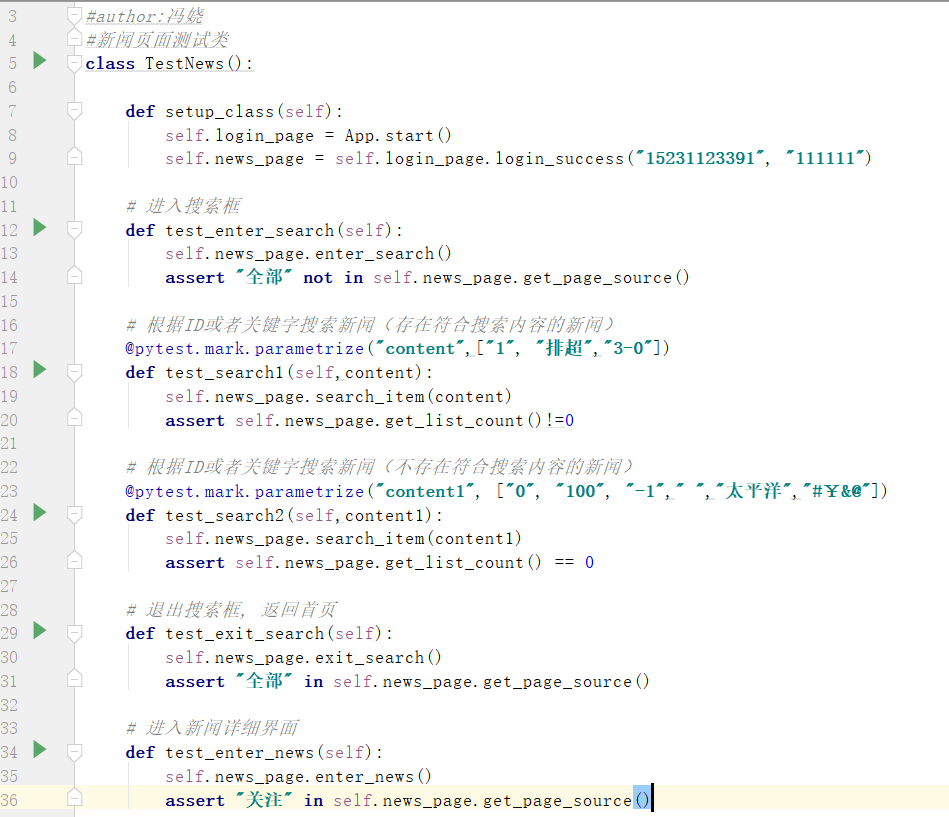 3 #author:冯娆
4 #新闻页面测试类
5 class TestNews():
6
7 def setup_class(self):
8 self.login_page = App.start()
9 self.news_page = self.login_page.login_success("15231123391", "111111")
10
11 # 进入搜索框
12 def test_enter_search(self):
13 self.news_page.enter_search()
14 assert "全部" not in self.news_page.get_page_source()
15
16 # 根据ID或者关键字搜索新闻（存在符合搜索内容的新闻）
17 @pytest.mark.parametrize("content",["1", "排超","3-0"])
18 def test_search1(self,content):
19 self.news_page.search_item(content)
20 assert self.news_page.get_list_count()!=0
21
22 # 根据ID或者关键字搜索新闻（不存在符合搜索内容的新闻）
23 @pytest.mark.parametrize("content1", ["0", "100", "-1"," ","太平洋","#￥&@"])
24 def test_search2(self,content1):
25 self.news_page.search_item(content1)
26 assert self.news_page.get_list_count() == 0
27
28 # 退出搜索框, 返回首页
29 def test_exit_search(self):
30 self.news_page.exit_search()
31 assert "全部" in self.news_page.get_page_source()
32
33 # 进入新闻详细界面
34 def test_enter_news(self):
35 self.news_page.enter_news()
36 assert "关注" in self.news_page.get_page_source()